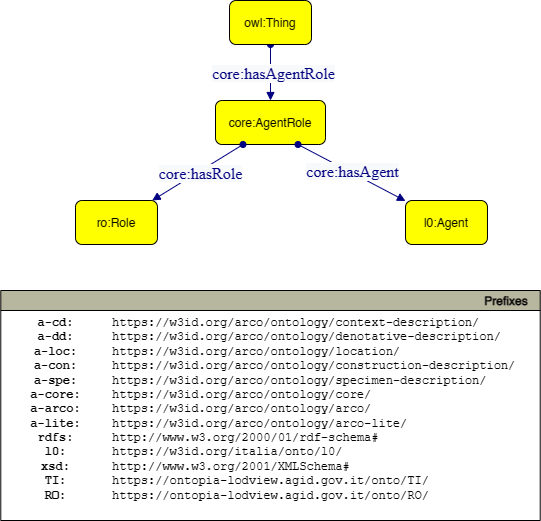 owl:Thing
core:hasAgentRole
core:AgentRole
core:hasRole
core:hasAgent
ro:Role
l0:Agent
Prefixes
a-cd: https://w3id.org/arco/ontology/context-description/
a-dd: https://w3id.org/arco/ontology/denotative-description/
a-loc: https://w3id.org/arco/ontology/location/
a-con: https://w3id.org/arco/ontology/construction-description/
a-spe: https://w3id.org/arco/ontology/specimen-description/
a-core: https://w3id.org/arco/ontology/core/
a-arco: https://w3id.org/arco/ontology/arco/
a-lite: https://w3id.org/arco/ontology/arco-lite/
rdfs: http://www.w3.org/2000/01/rdf-schema#
l0: https://w3id.org/italia/onto/l0/
xsd: http://www.w3.org/2001/XMLSchema#
TI: https://ontopia-lodview.agid.gov.it/onto/TI/
RO: https://ontopia-lodview.agid.gov.it/onto/RO/